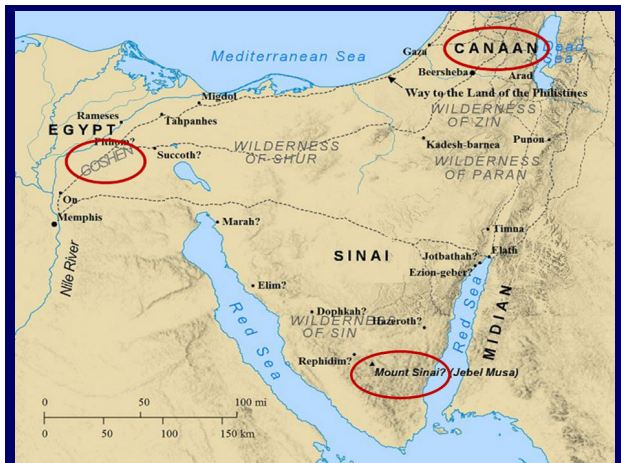 Mediterranean Sea
Gaza
CANAAN
Dead
Sea
Beersheba
Arad
Way to the Land of the Philistines
Migdol
WILDERNESS
OF ZIN
Rameses
Tahpanhes
EGYPT
Pithom?
GOSHEN
Succoth?
WILDERNESS
OF SHUR
Kadesh-barnea
Punon
WILDERNESS
OF PARAN
On
Memphis
Nile River
Marah?
Timna
SINAI
Jotbathah?
Elath
Ezion-geber?
Elim?
Red Sea
Red Sea
MIDIAN
Dophkah?
Hazeroth?
WILDERNESS
OF SIN
Rephidim?
Mount Sinai? (Jebel Musa)
0 50 100 mi
0 50 100 150 km